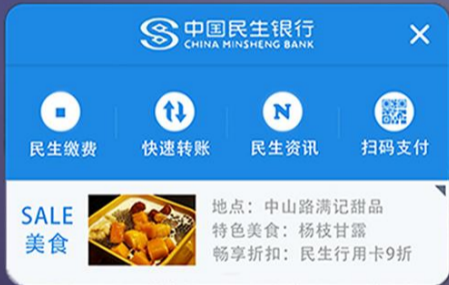 中国民生银行
CHINA MINSHENG BANK
民生缴费
快速转账
民生资讯
扫码支付
SALE
美食
地点：中山路满记甜品
特色美食：杨枝甘露
畅享折扣：民生行用卡9折